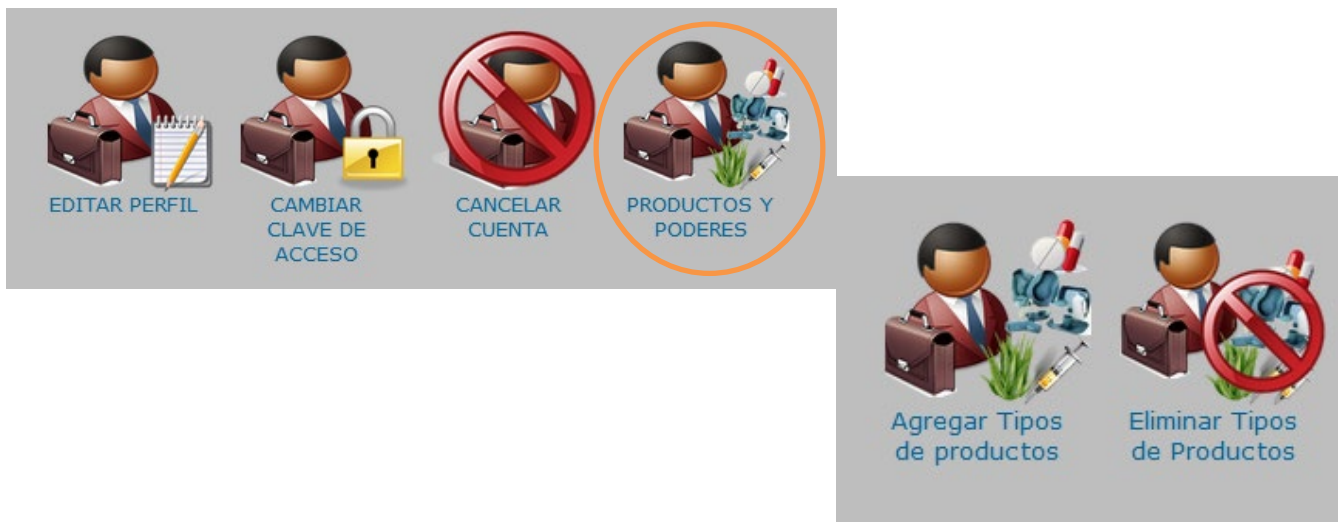 EDITAR PERFIL
CAMBIAR
CLAVE DE
ACCESO
CANCELAR
CUENTA
PRODUCTOS Y
PODERES
Agregar Tipos
de productos
Eliminar Tipos
de Productos